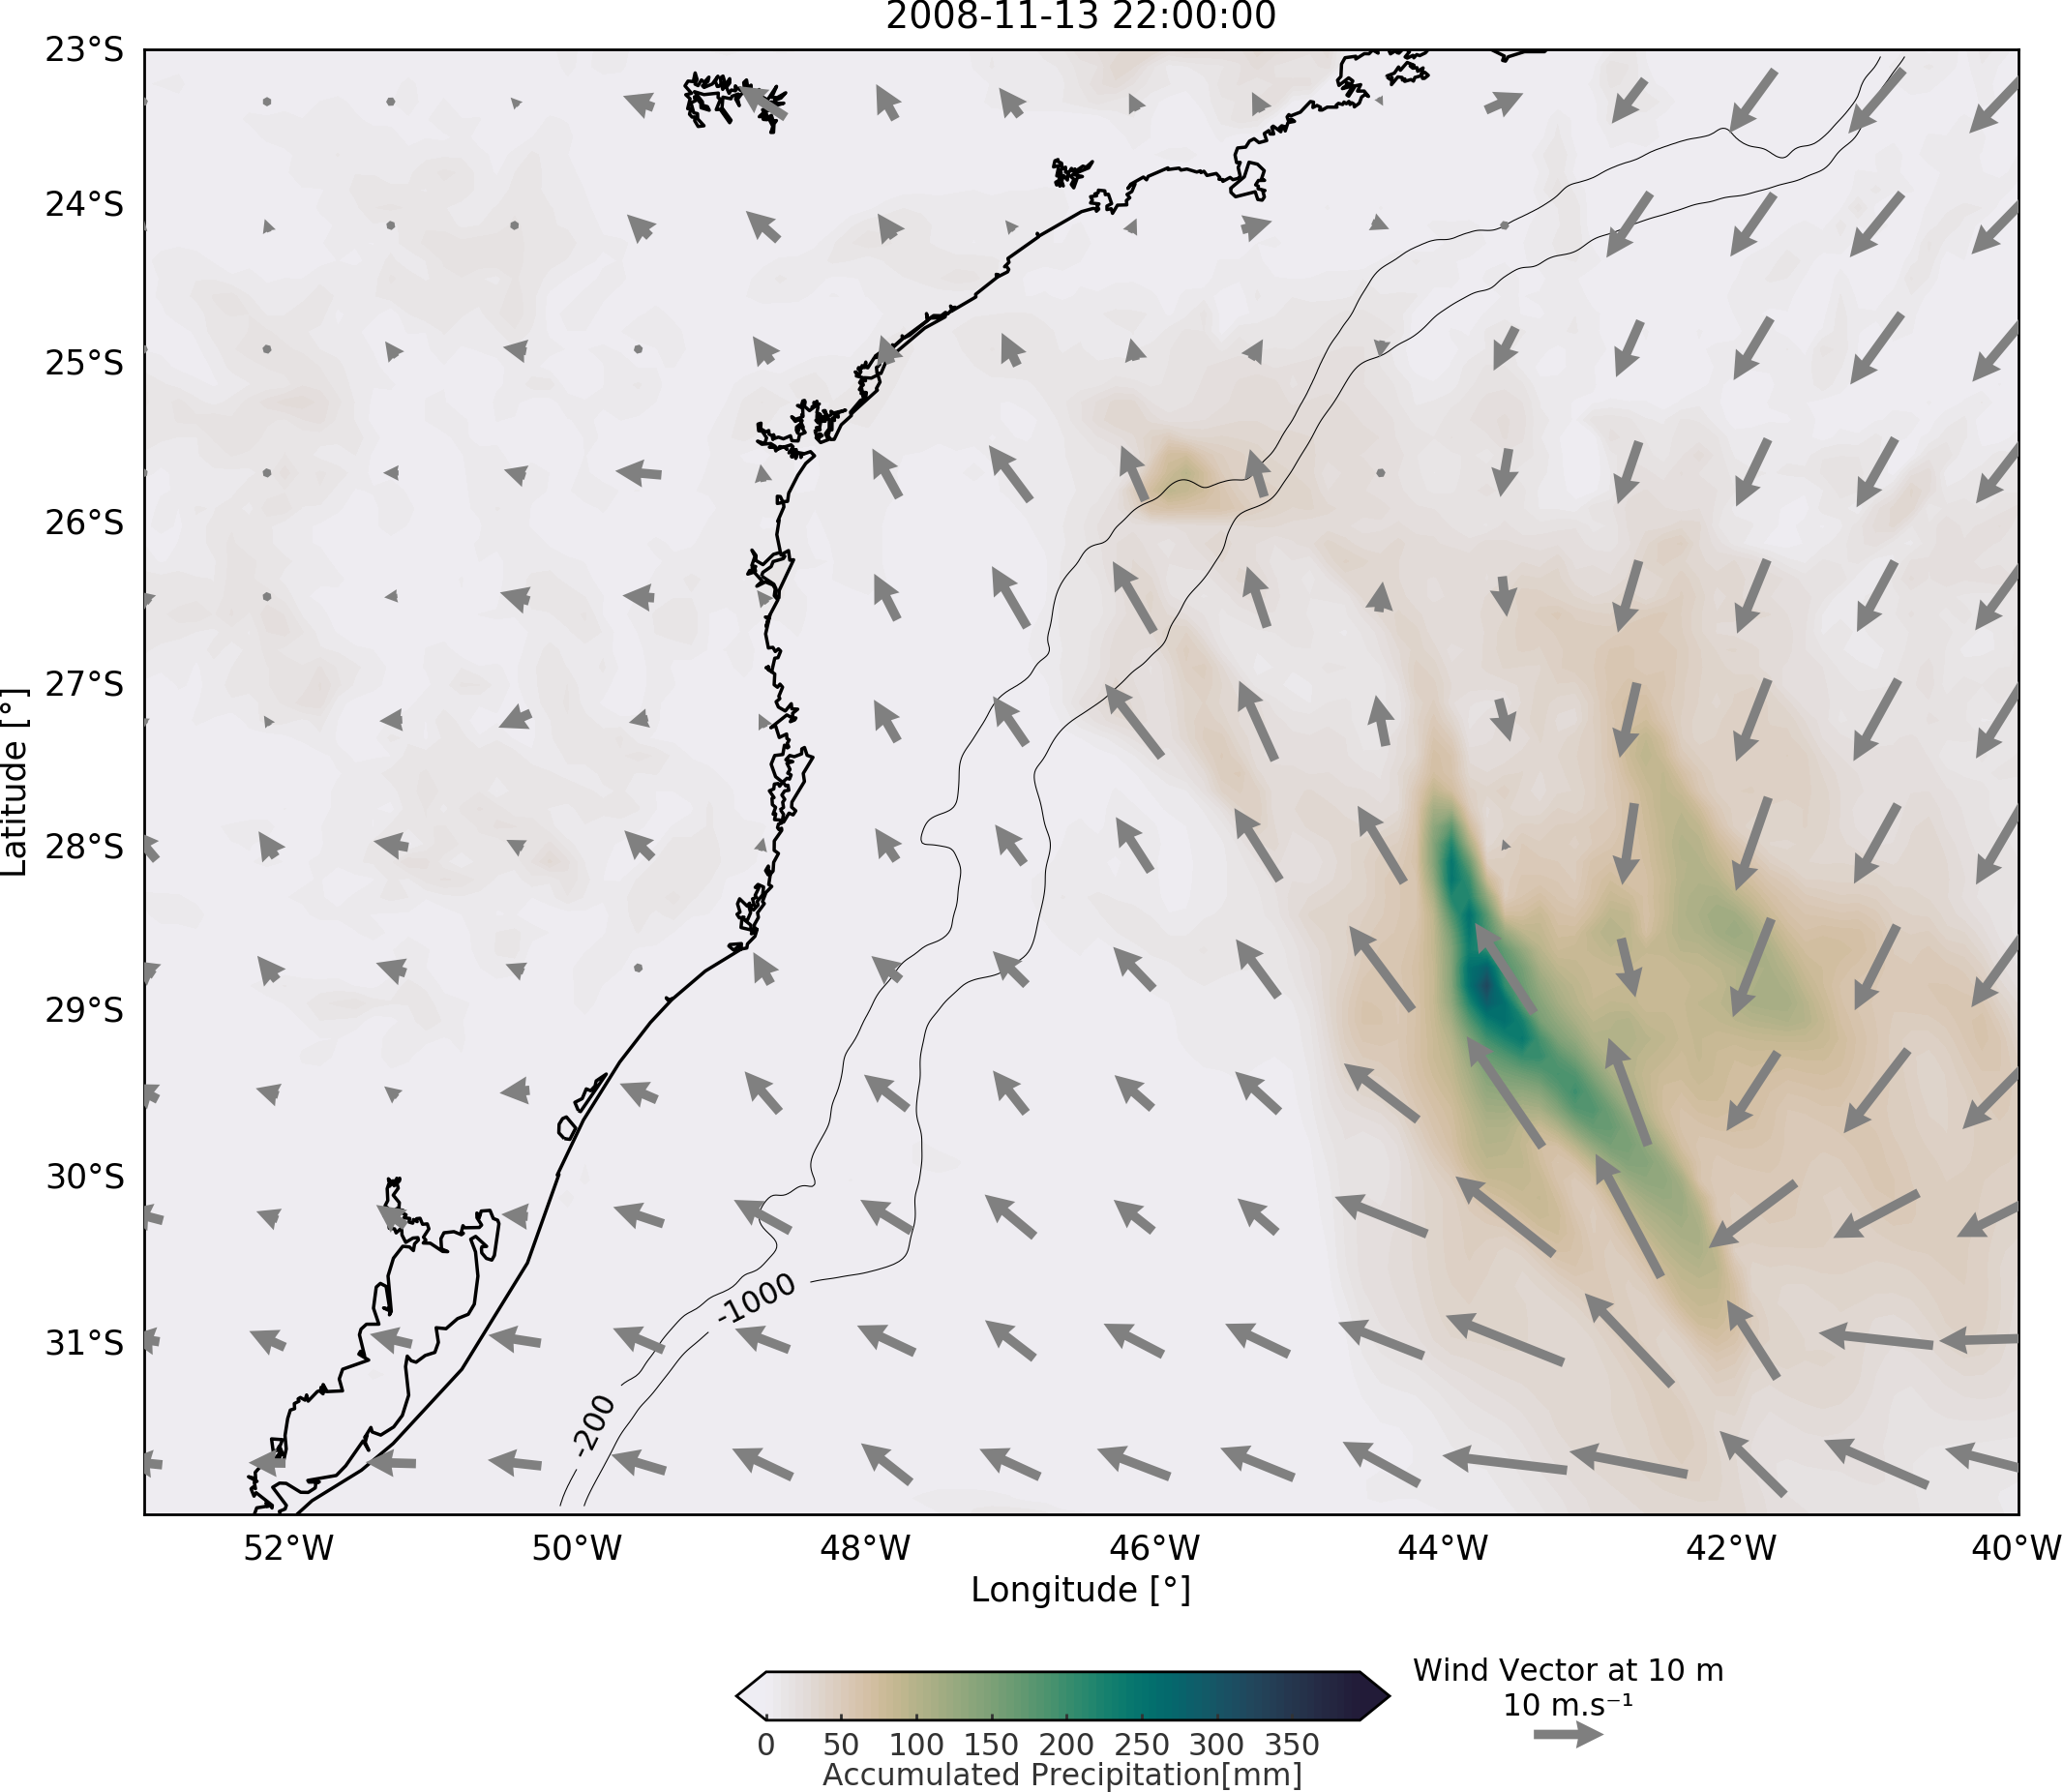 2008-11-13 22:00:00
23°S
24°S
25°S
26°S
27°S
28°S
29°S
30°S
31°S
Latitude [°]
-1000
-200
52°W 50°W 48°W 46°W 44°W 42°W 40°W
Longitude [°]
Wind Vector at 10 m
10 m.s⁻¹
0 50 100 150 200 250 300 350
Accumulated Precipitation[mm]